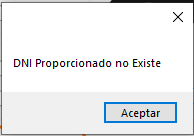 DNI Proporcionado no Existe
Aceptar